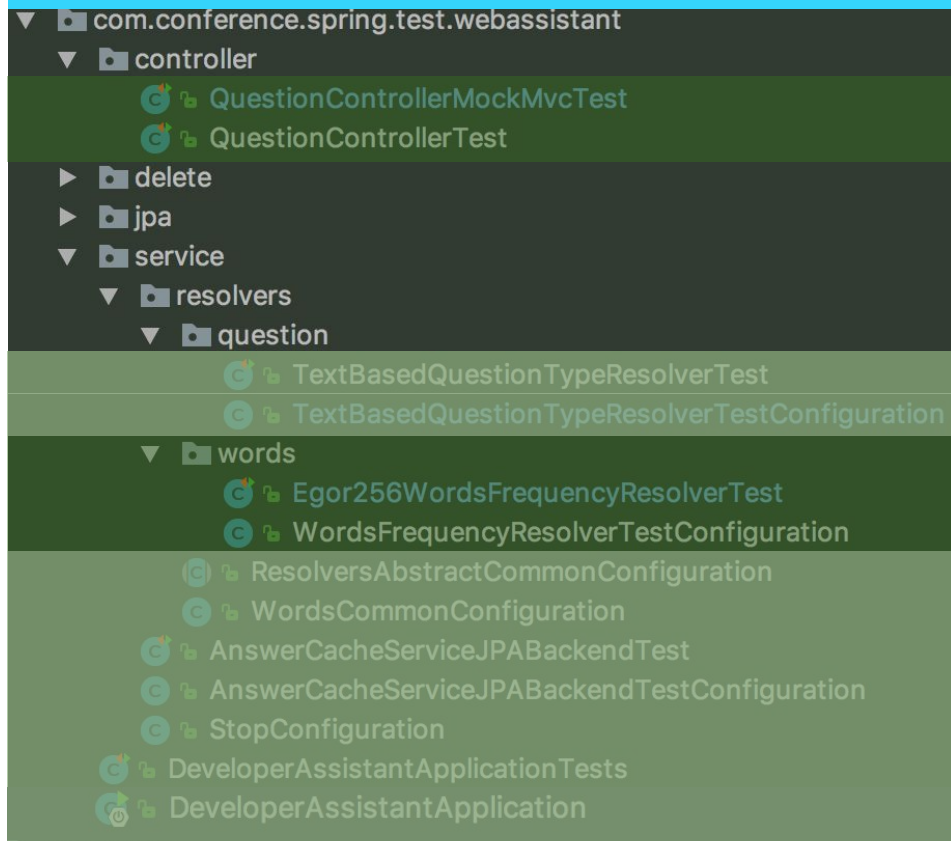 com.conference.spring.test.webassistant
controller
QuestionControllerMockMvcTest
QuestionControllerTest
delete
jpa
service
resolvers
question
TextBasedQuestionTypeResolverTest
TextBasedQuestionTypeResolverTestConfiguration
words
Egor256WordsFrequencyResolverTest
WordsFrequencyResolverTestConfiguration
ResolversAbstractCommonConfiguration
WordsCommonConfiguration
AnswerCacheServiceJPABackendTest
AnswerCacheServiceJPABackendTestConfiguration
StopConfiguration
DeveloperAssistantApplicationTests
DeveloperAssistantApplication